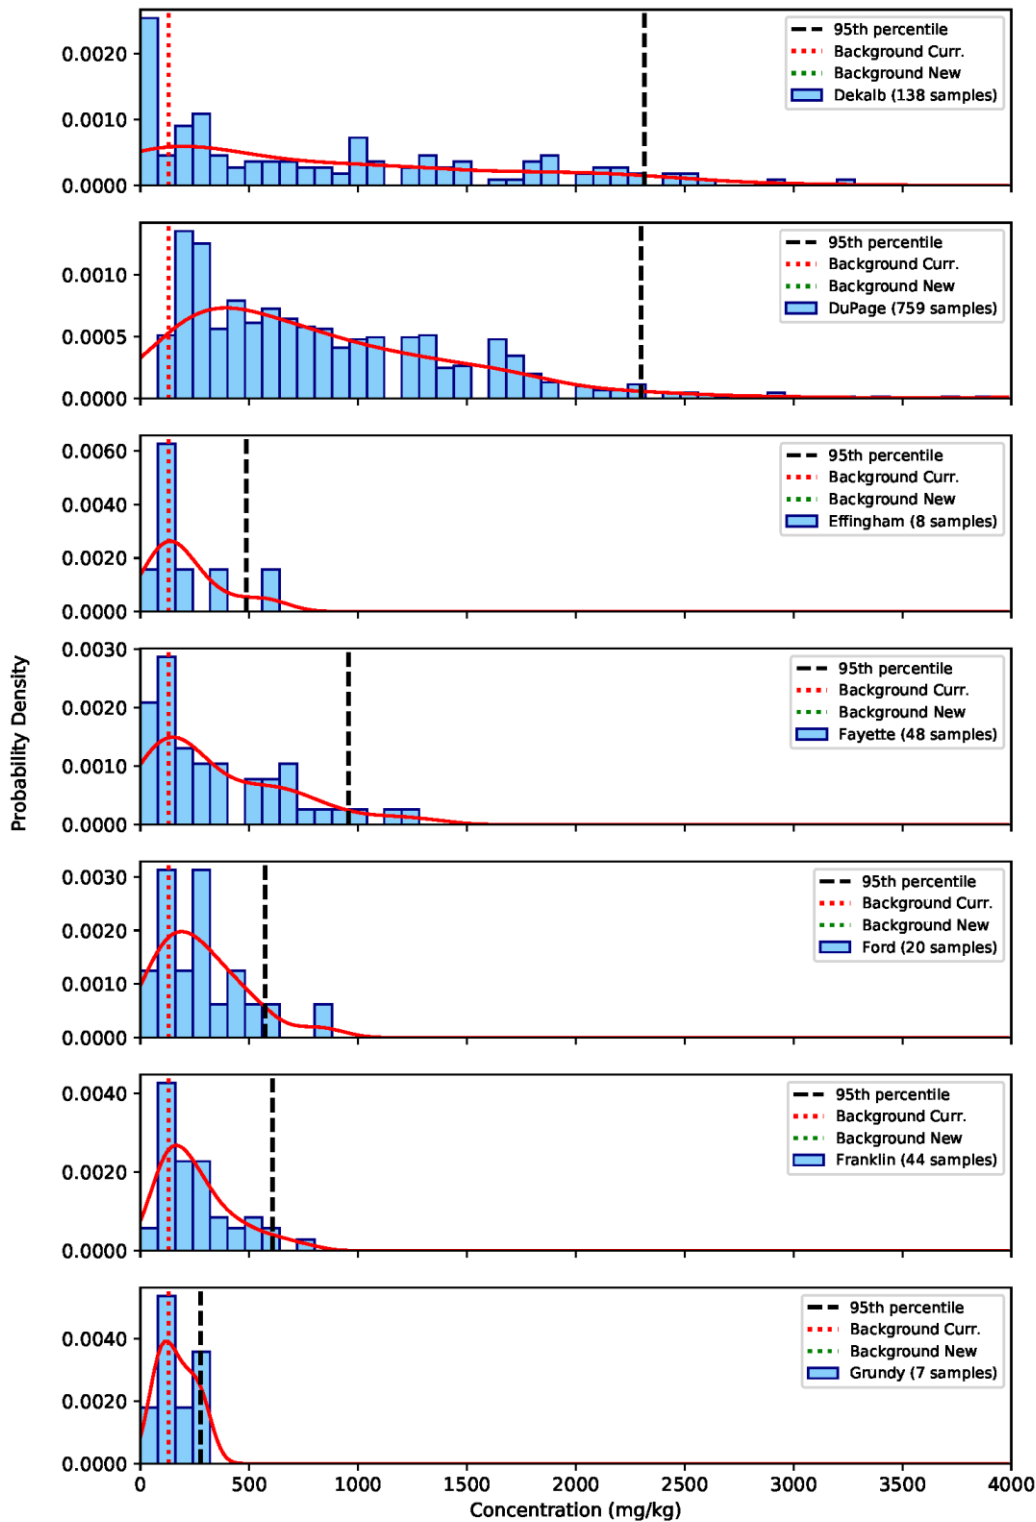 0.0020
0.0010
0.0000
95th percentile
Background Curr.
Background New
Dekalb (138 samples)
0.0010
0.0005
0.0000
95th percentile
Background Curr.
Background New
DuPage (759 samples)
0.0060
0.0040
0.0020
0.0000
95th percentile
Background Curr.
Background New
Effingham (8 samples)
Probability Density
0.0030
0.0020
0.0010
0.0000
95th percentile
Background Curr.
Background New
Fayette (48 samples)
0.0030
0.0020
0.0010
0.0000
95th percentile
Background Curr.
Background New
Ford (20 samples)
0.0040
0.0020
0.0000
95th percentile
Background Curr.
Background New
Franklin (44 samples)
0.0040
0.0020
0.0000
95th percentile
Background Curr.
Background New
Grundy (7 samples)
0 500 1000 1500 2000 2500 3000 3500 4000
Concentration (mg/kg)